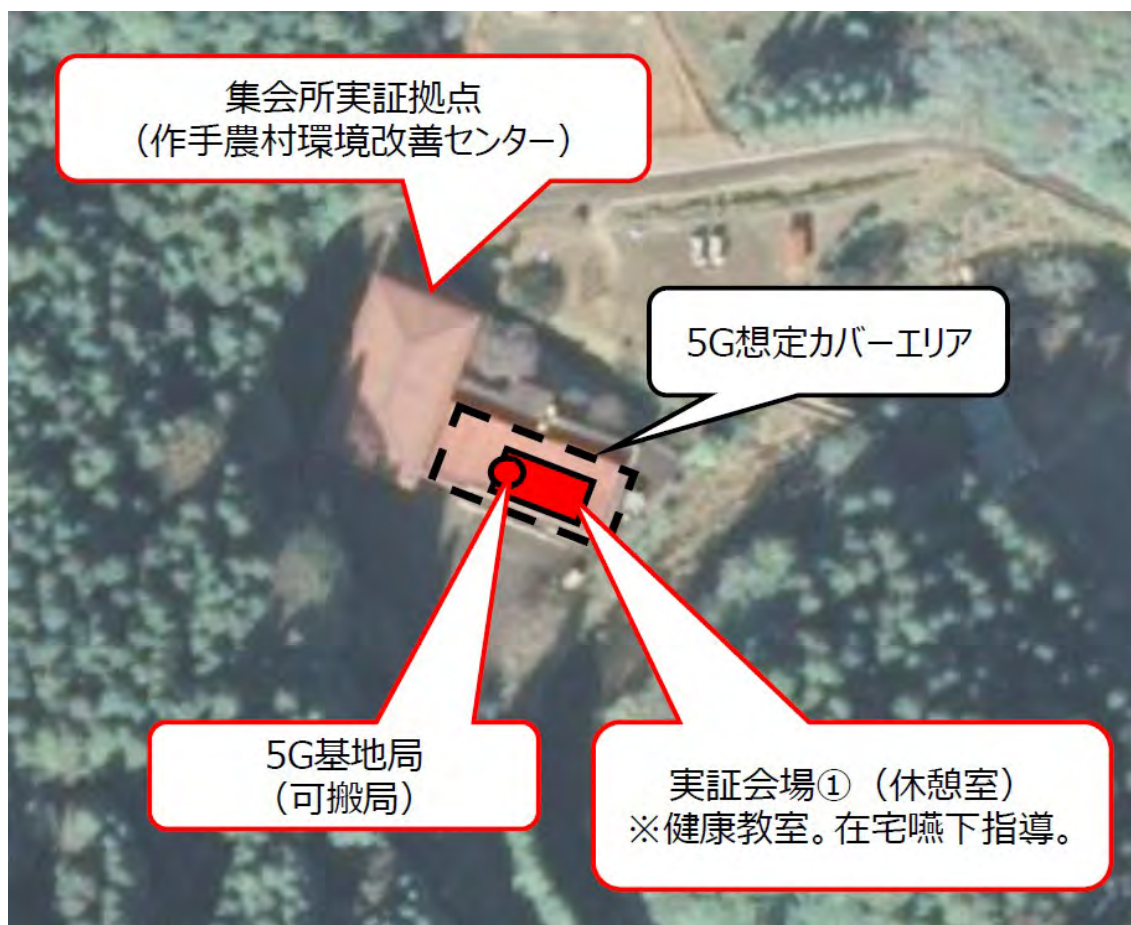 集会所実証拠点
（作手農村環境改善センター）
5G想定カバーエリア
5G基地局
（可搬局）
実証会場①（休憩室）
※健康教室。在宅嚥下指導。